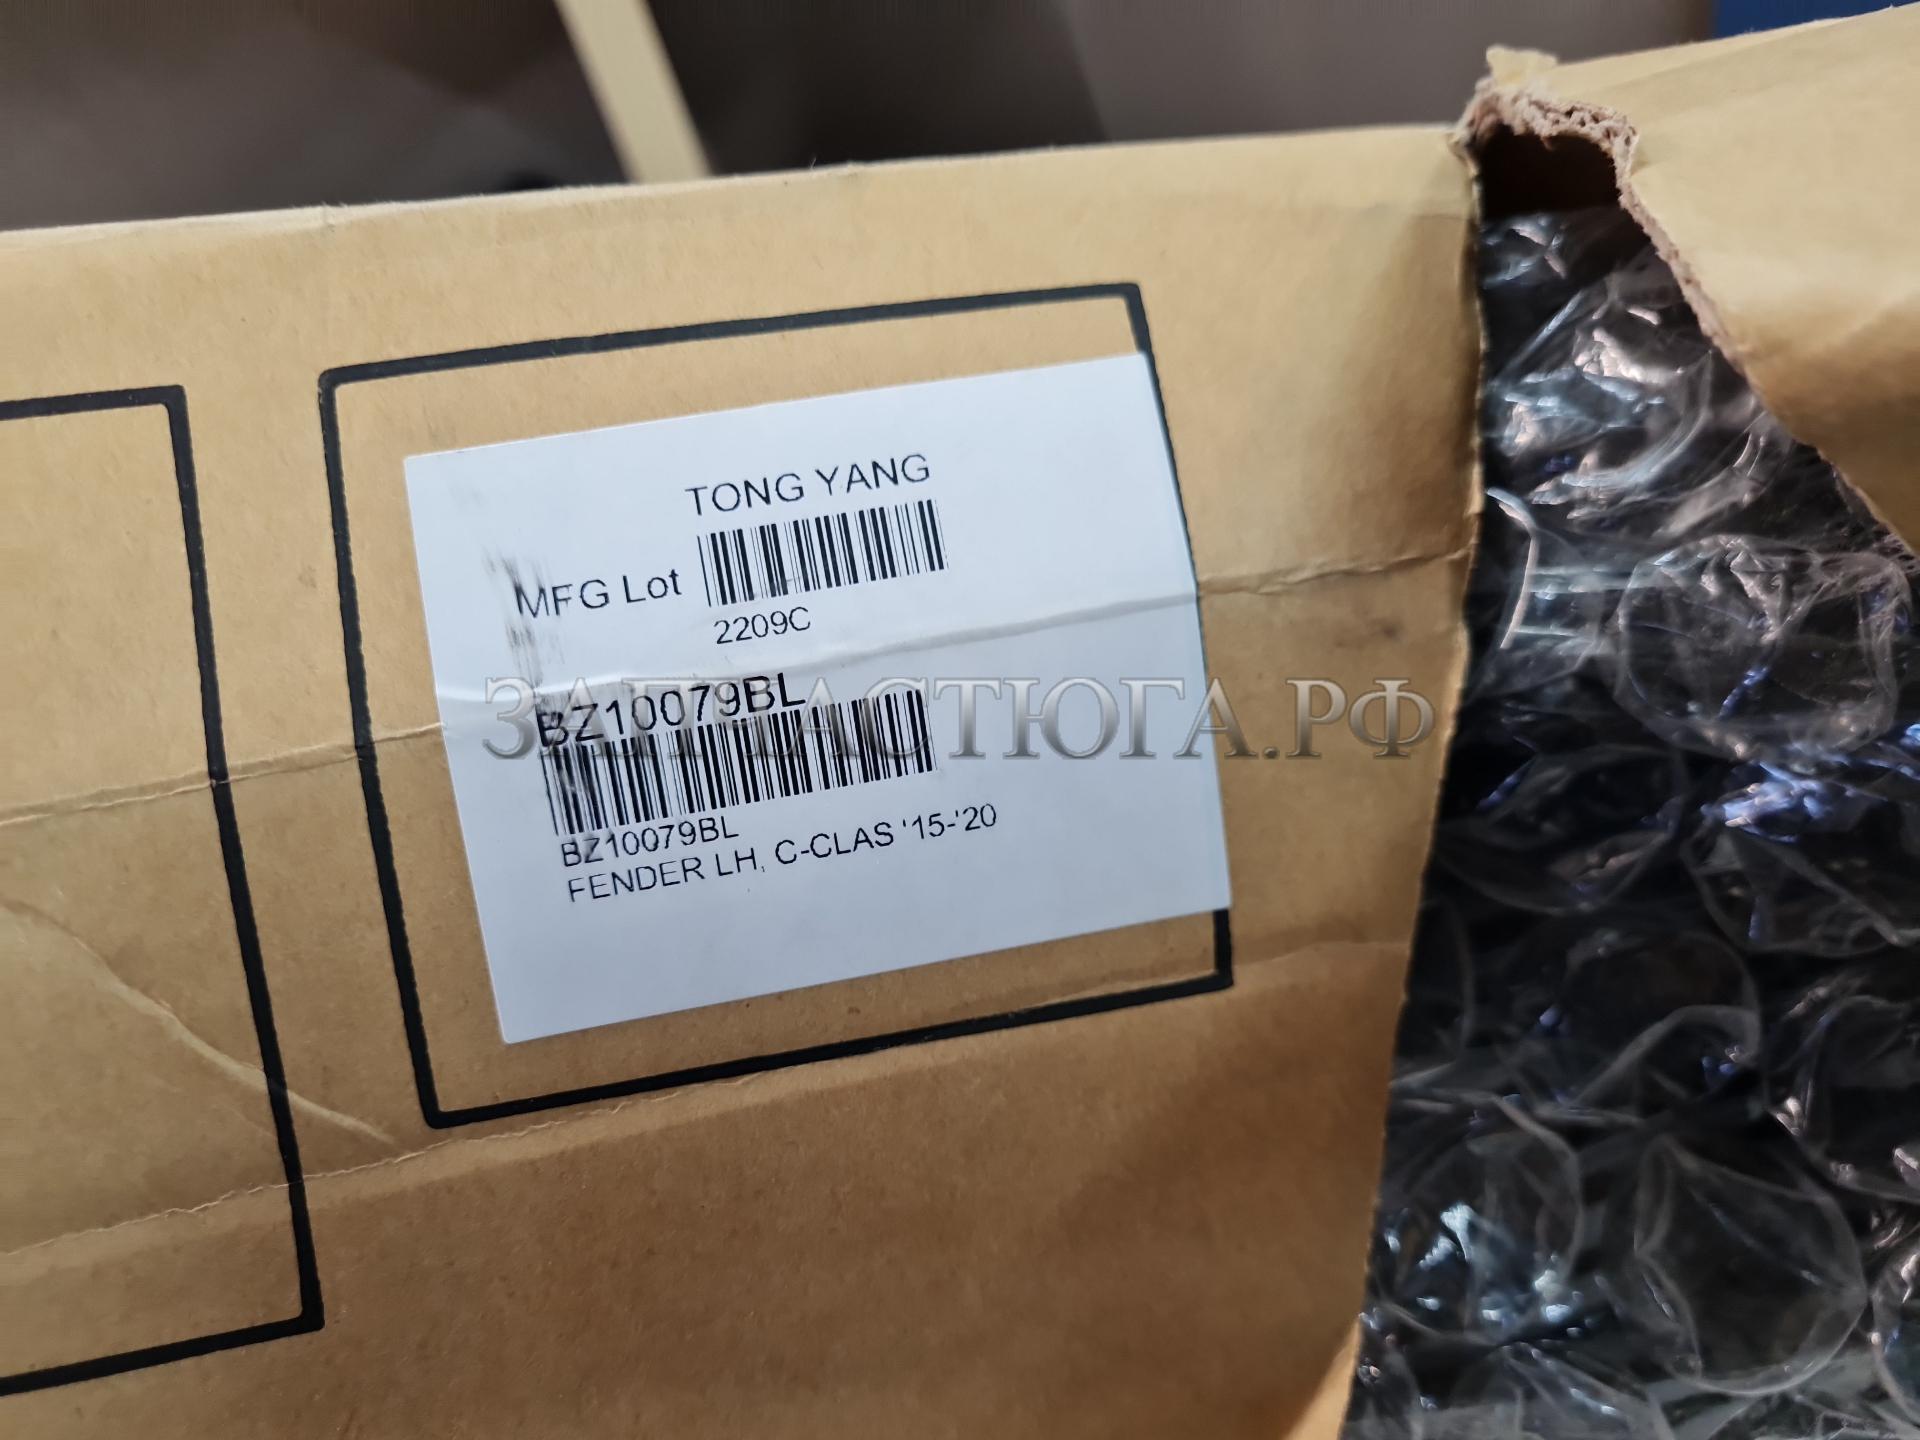 TONG YANG
MFG Lot
2209C
BZ10079BL
ЗАПЧАСТЮГА.РФ
BZ10079BL
FENDER LH, C-CLAS '15-'20